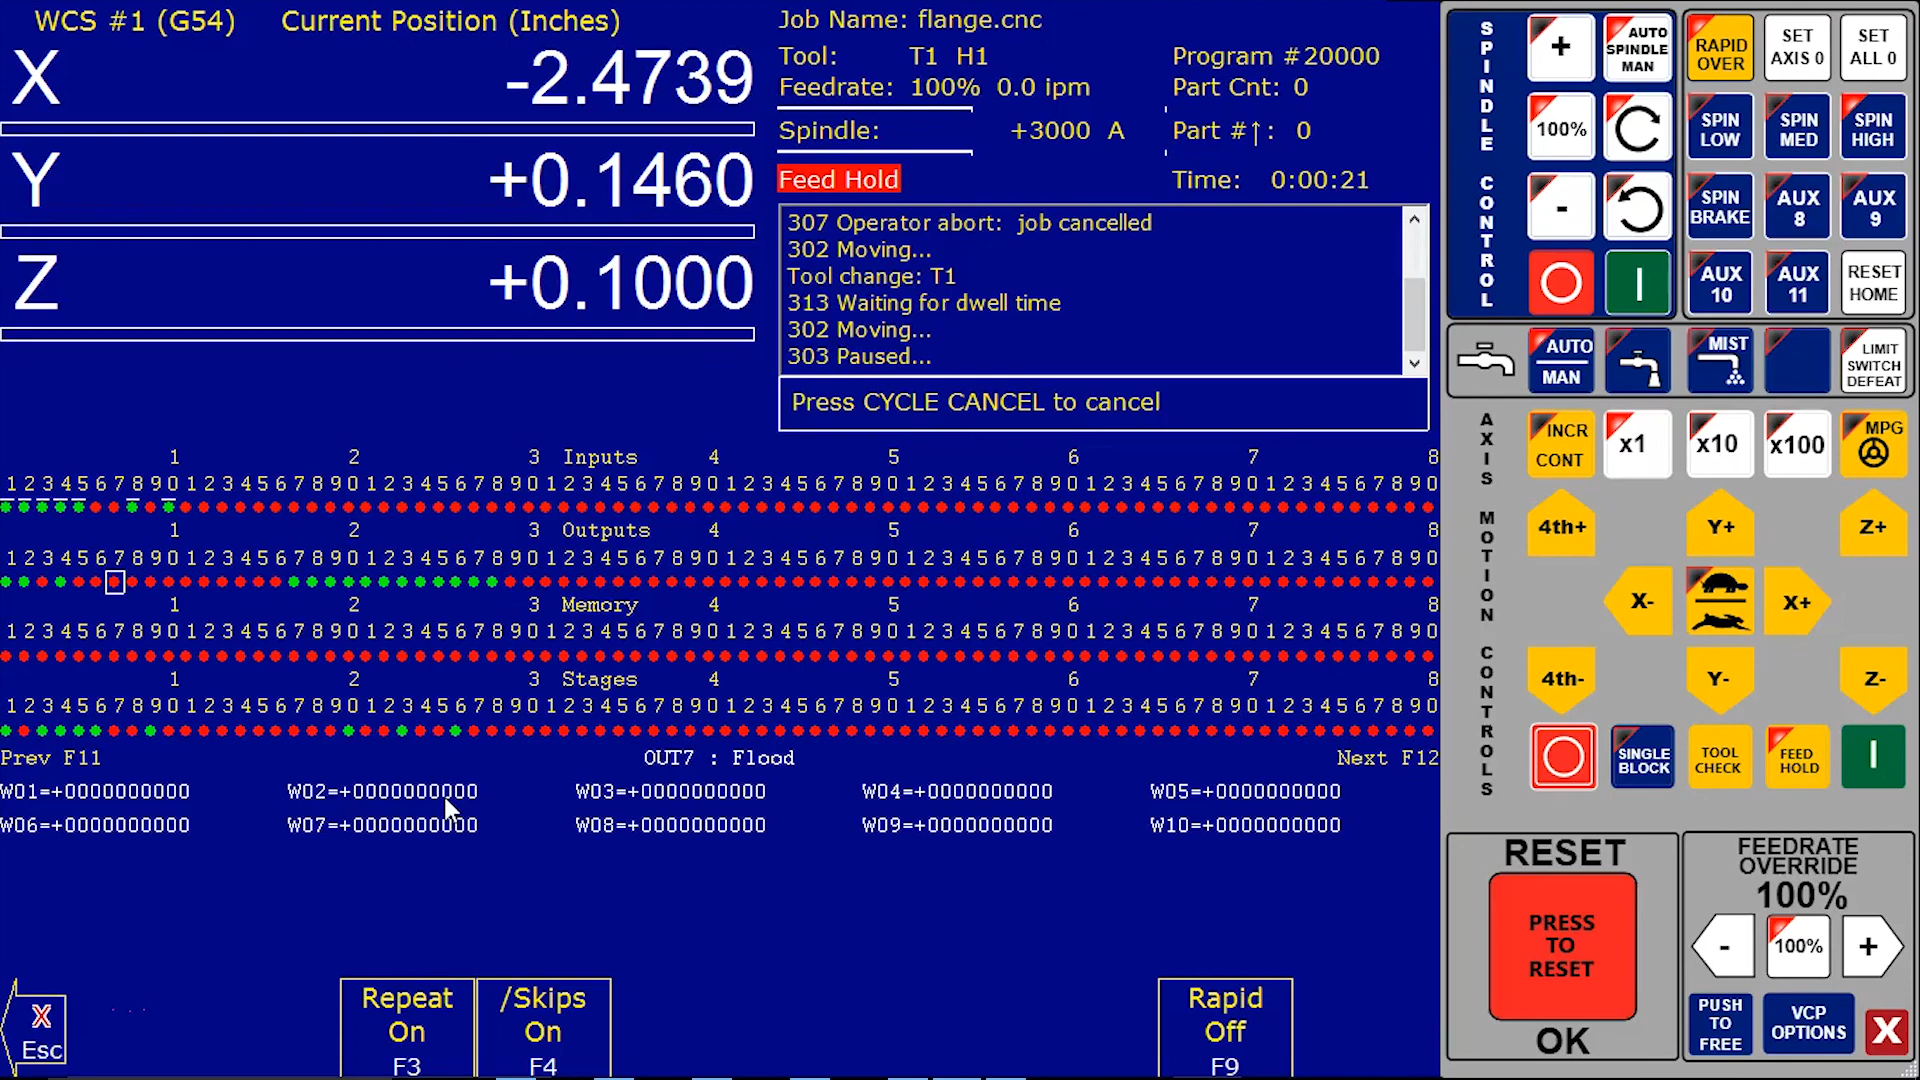 WCS #1 (G54) Current Position (Inches)
X -2.4739
Y +0.1460
Z +0.1000
Job Name: flange.cnc
Tool: T1 H1 Program #20000
Feedrate: 100% 0.0 ipm Part Cnt: 0
Spindle: +3000 A Part #↑: 0
Feed Hold Time: 0:00:21
307 Operator abort: job cancelled
302 Moving...
Tool change: T1
313 Waiting for dwell time
302 Moving...
303 Paused...
Press CYCLE CANCEL to cancel
1 2 3 Inputs 4 5 6 7 8
12345678901234567890123456789012345678901234567890123456789012345678901234567890
1 2 3 Outputs 4 5 6 7 8
12345678901234567890123456789012345678901234567890123456789012345678901234567890
1 2 3 Memory 4 5 6 7 8
12345678901234567890123456789012345678901234567890123456789012345678901234567890
1 2 3 Stages 4 5 6 7 8
12345678901234567890123456789012345678901234567890123456789012345678901234567890
Prev F11 OUT7 : Flood Next F12
W01=+0000000000 W02=+0000000000 W03=+0000000000 W04=+0000000000 W05=+0000000000
W06=+0000000000 W07=+0000000000 W08=+0000000000 W09=+0000000000 W10=+0000000000
X
Esc
Repeat
On
F3
/Skips
On
F4
Rapid
Off
F9
SPINDLE CONTROL
+
AUTO
SPINDLE
MAN
RAPID
OVER
SET
AXIS 0
SET
ALL 0
100%
SPIN
LOW
SPIN
MED
SPIN
HIGH
-
SPIN
BRAKE
AUX
8
AUX
9
AUX
10
AUX
11
RESET
HOME
AUTO
MAN
MIST
LIMIT
SWITCH
DEFEAT
AXIS MOTION CONTROLS
INCR
CONT
x1
x10
x100
MPG
4th+
Y+
Z+
X-
X+
4th-
Y-
Z-
SINGLE
BLOCK
TOOL
CHECK
FEED
HOLD
RESET
PRESS
TO
RESET
OK
FEEDRATE
OVERRIDE
100%
-
100%
+
PUSH
TO
FREE
VCP
OPTIONS
X